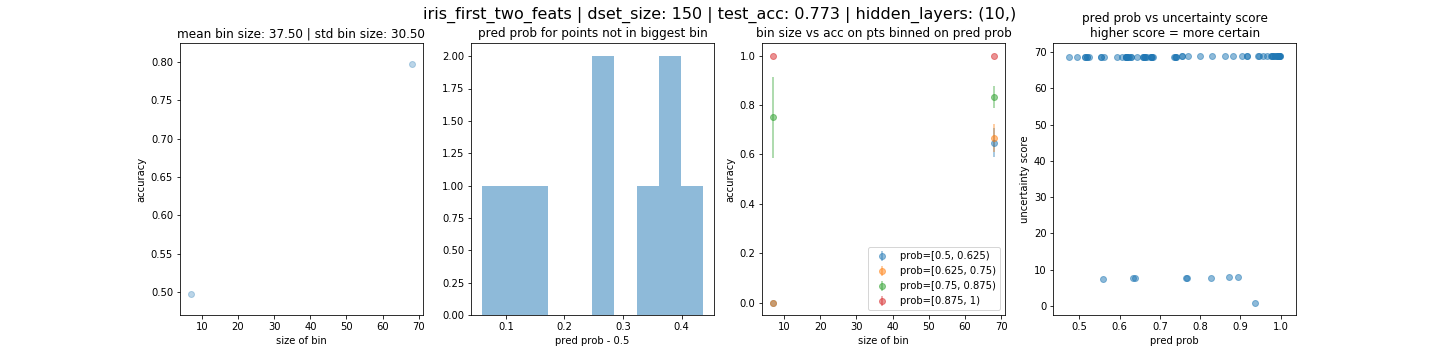 iris_first_two_feats | dset_size: 150 | test_acc: 0.773 | hidden_layers: (10,)
mean bin size: 37.50 | std bin size: 30.50
0.80
0.75
0.70
0.65
0.60
0.55
0.50
accuracy
10 20 30 40 50 60 70
size of bin
pred prob for points not in biggest bin
2.00
1.75
1.50
1.25
1.00
0.75
0.50
0.25
0.00
0.1 0.2 0.3 0.4
pred prob - 0.5
bin size vs acc on pts binned on pred prob
1.0
0.8
0.6
0.4
0.2
0.0
accuracy
prob=[0.5, 0.625)
prob=[0.625, 0.75)
prob=[0.75, 0.875)
prob=[0.875, 1)
10 20 30 40 50 60 70
size of bin
pred prob vs uncertainty score
higher score = more certain
70
60
50
40
30
20
10
0
uncertainty score
0.5 0.6 0.7 0.8 0.9 1.0
pred prob